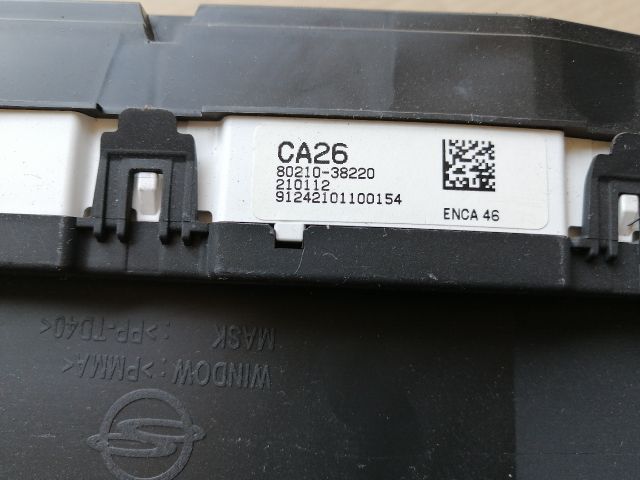 CA26
80210-38220
210112
91242101100154
ENCA 46
WINDOW : >PMMA<
MASK : >PP-TD40<